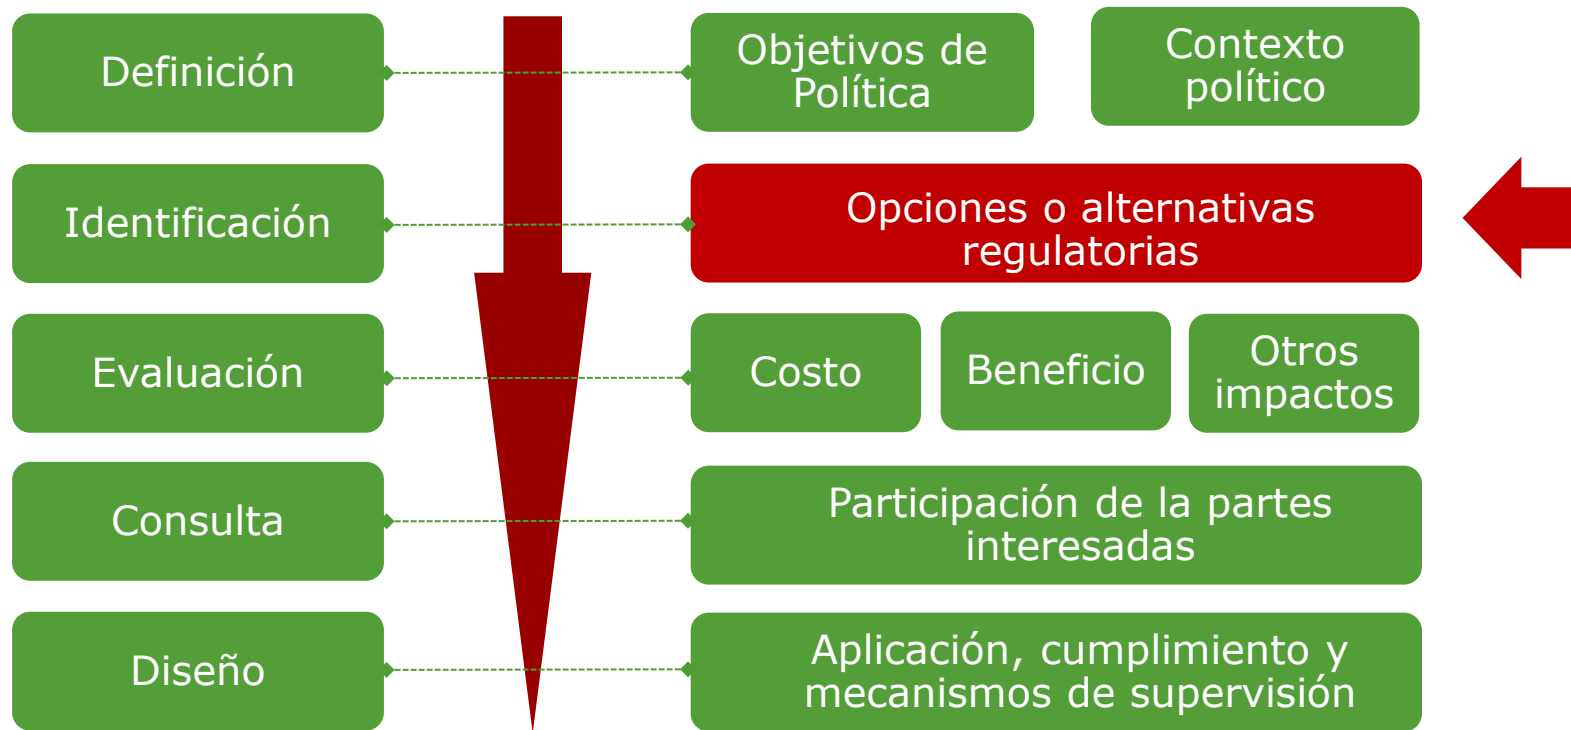 Definición
Objetivos de
Política
Contexto
político
Identificación
Opciones o alternativas
regulatorias
Evaluación
Costo
Beneficio
Otros
impactos
Consulta
Participación de la partes
interesadas
Diseño
Aplicación, cumplimiento y
mecanismos de supervisión